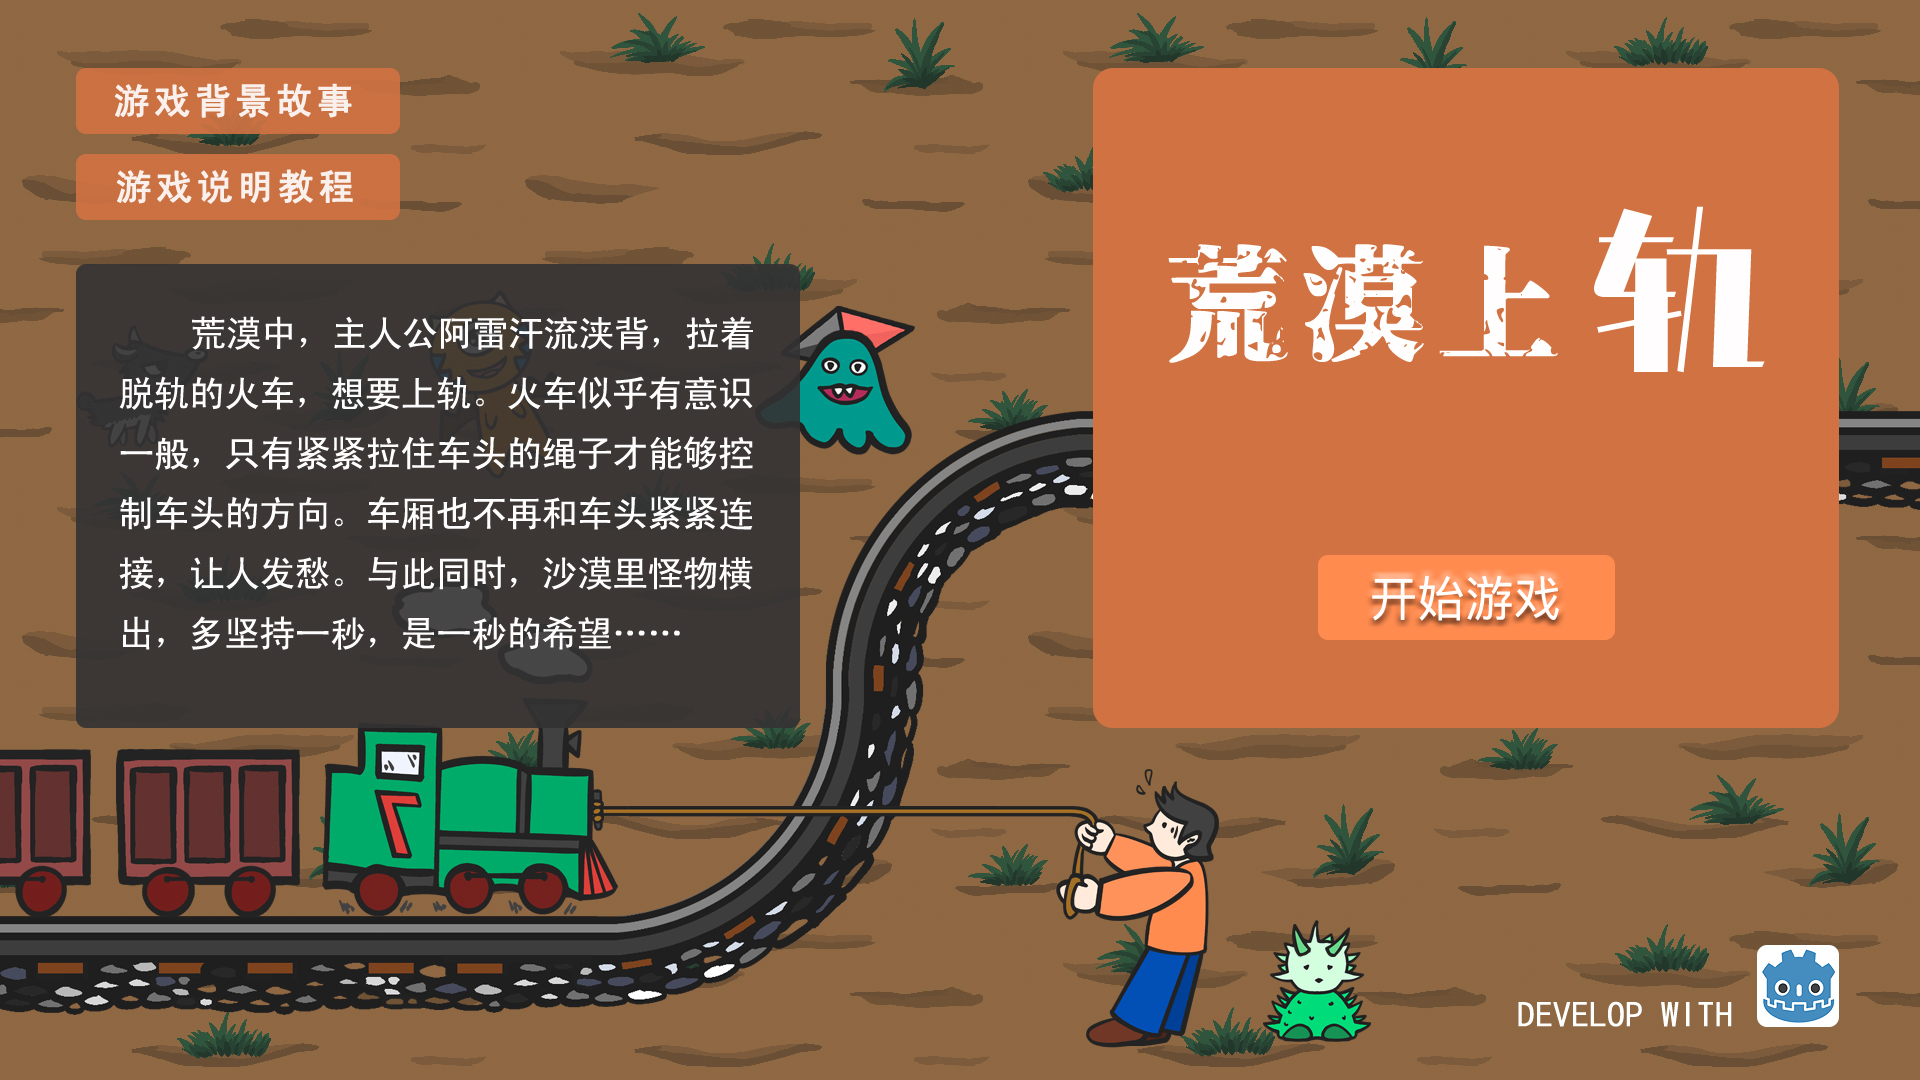 游戏背景故事
游戏说明教程
荒漠中，主人公阿雷汗流浃背，拉着
脱轨的火车，想要上轨。火车似乎有意识
一般，只有紧紧拉住车头的绳子才能够控
制车头的方向。车厢也不再和车头紧紧连
接，让人发愁。与此同时，沙漠里怪物横
出，多坚持一秒，是一秒的希望……
荒漠上轨
开始游戏
DEVELOP WITH